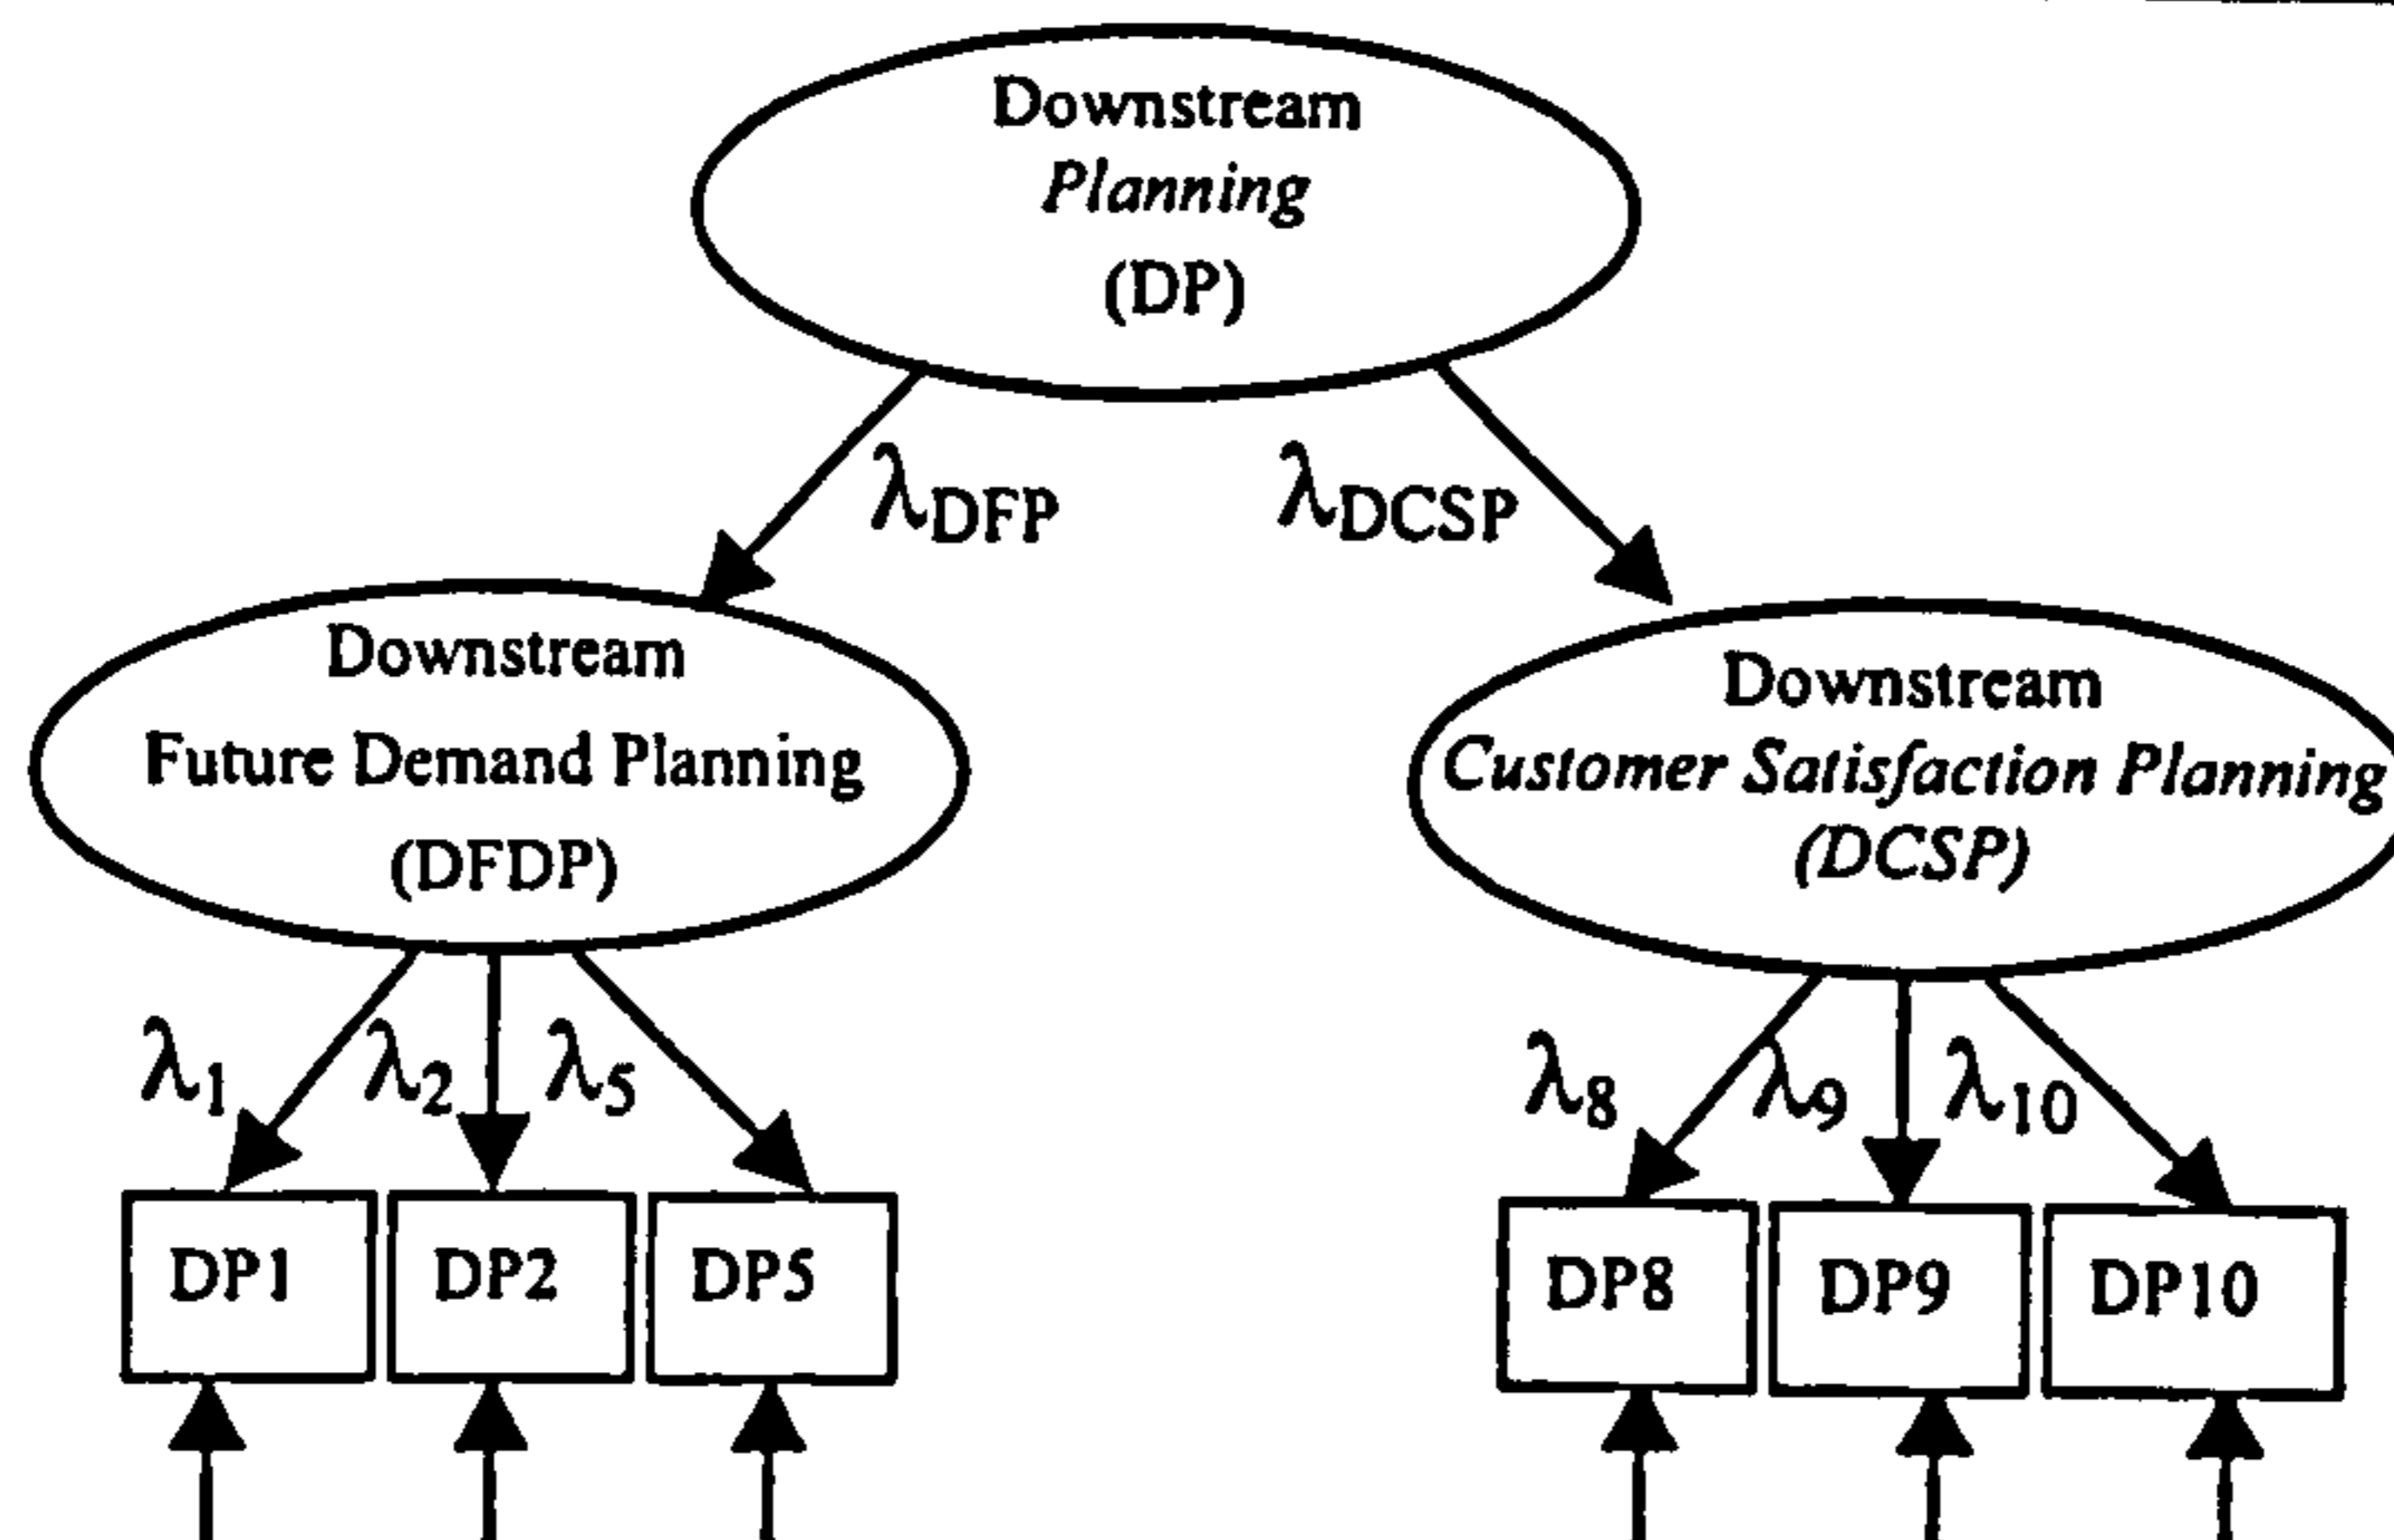 Downstream
Planning
(DP)
λDFP
λDCSP
Downstream
Future Demand Planning
(DFDP)
Downstream
Customer Satisfaction Planning
(DCSP)
λ1
λ2
λ5
λ8
λ9
λ10
DP1
DP2
DP5
DP8
DP9
DP10